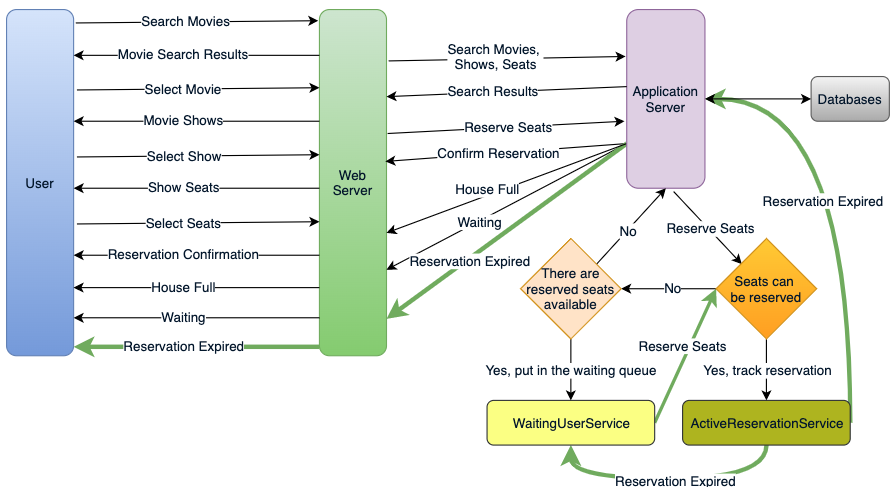 User
Search Movies
Movie Search Results
Select Movie
Movie Shows
Select Show
Show Seats
Select Seats
Reservation Confirmation
House Full
Waiting
Reservation Expired
Web
Server
Search Movies,
Shows, Seats
Search Results
Reserve Seats
Confirm Reservation
House Full
Waiting
Reservation Expired
Application
Server
Databases
Reservation Expired
No
Reserve Seats
There are
reserved seats
available
No
Seats can
be reserved
Reserve Seats
Yes, put in the waiting queue
Yes, track reservation
WaitingUserService
ActiveReservationService
Reservation Expired